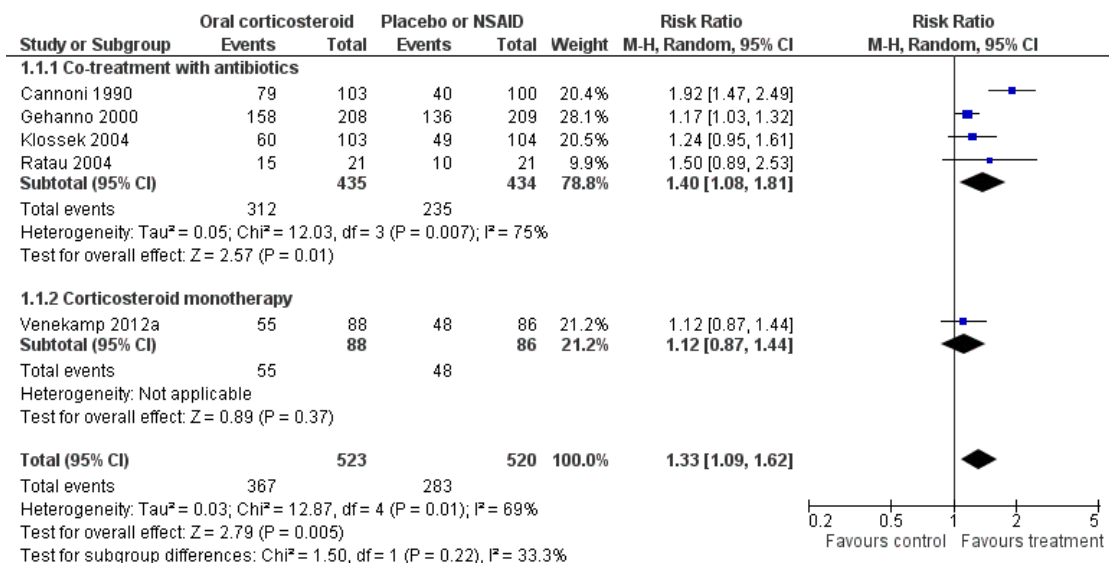 Oral corticosteroid Placebo or NSAID Risk Ratio Risk Ratio
Study or Subgroup Events Total Events Total Weight M-H, Random, 95% CI M-H, Random, 95% CI
1.1.1 Co-treatment with antibiotics
Cannoni 1990 79 103 40 100 20.4% 1.92 [1.47, 2.49]
Gehanno 2000 158 208 136 209 28.1% 1.17 [1.03, 1.32]
Klossek 2004 60 103 49 104 20.5% 1.24 [0.95, 1.61]
Ratau 2004 15 21 10 21 9.9% 1.50 [0.89, 2.53]
Subtotal (95% CI) 435 434 78.8% 1.40 [1.08, 1.81]
Total events 312 235
Heterogeneity: Tau² = 0.05; Chi² = 12.03, df = 3 (P = 0.007); I² = 75%
Test for overall effect: Z = 2.57 (P = 0.01)
1.1.2 Corticosteroid monotherapy
Venekamp 2012a 55 88 48 86 21.2% 1.12 [0.87, 1.44]
Subtotal (95% CI) 88 86 21.2% 1.12 [0.87, 1.44]
Total events 55 48
Heterogeneity: Not applicable
Test for overall effect: Z = 0.89 (P = 0.37)
Total (95% CI) 523 520 100.0% 1.33 [1.09, 1.62]
Total events 367 283
Heterogeneity: Tau² = 0.03; Chi² = 12.87, df = 4 (P = 0.01); I² = 69%
Test for overall effect: Z = 2.79 (P = 0.005)
Test for subgroup differences: Chi² = 1.50, df = 1 (P = 0.22), I² = 33.3%
0.2 0.5 1 2 5
Favours control Favours treatment